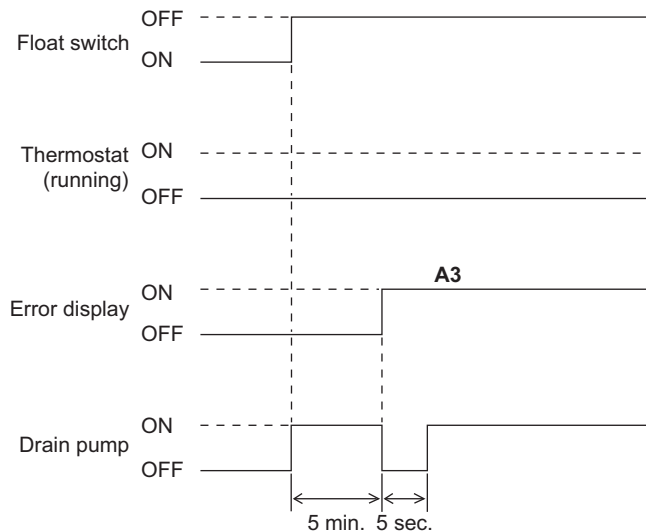 OFF
Float switch
ON
Thermostat ON
(running)
OFF
A3
ON
Error display
OFF
ON
Drain pump
OFF
5 min. 5 sec.